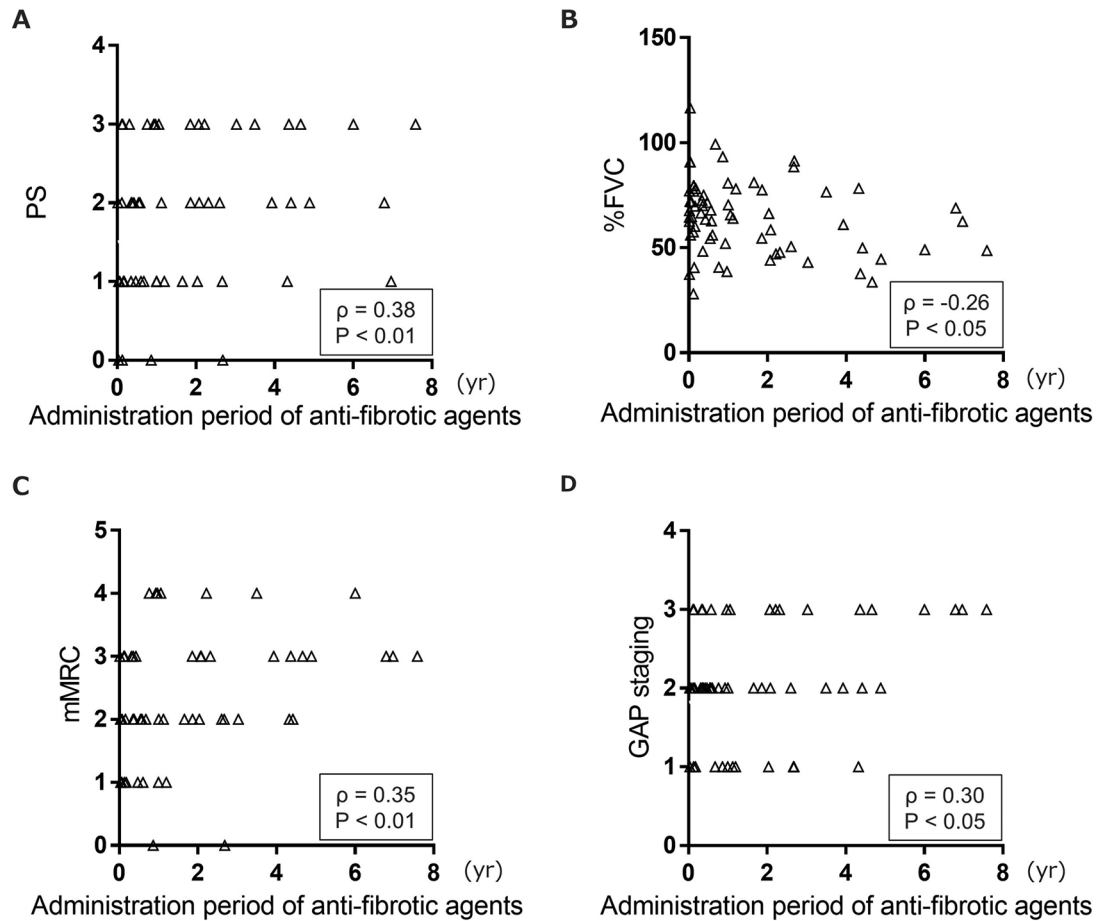 A
PS
4
3
2
1
0
ρ = 0.38
P < 0.01
0 2 4 6 8 (yr)
Administration period of anti-fibrotic agents
B
%FVC
150
100
50
0
ρ = -0.26
P < 0.05
0 2 4 6 8 (yr)
Administration period of anti-fibrotic agents
C
mMRC
5
4
3
2
1
0
ρ = 0.35
P < 0.01
0 2 4 6 8 (yr)
Administration period of anti-fibrotic agents
D
GAP staging
4
3
2
1
0
ρ = 0.30
P < 0.05
0 2 4 6 8 (yr)
Administration period of anti-fibrotic agents